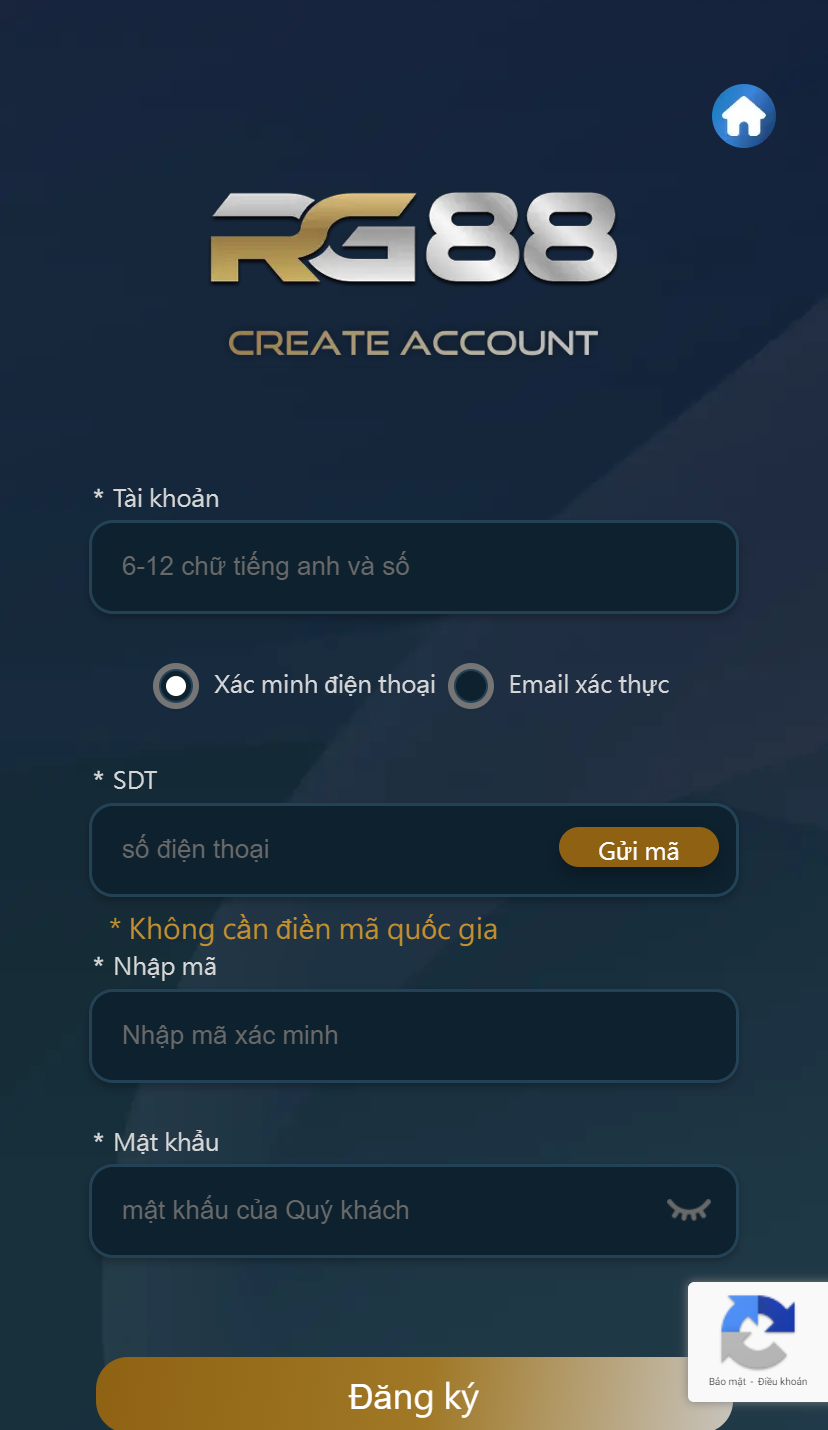 RG88
CREATE ACCOUNT
* Tài khoản
6-12 chữ tiếng anh và số
Xác minh điện thoại Email xác thực
* SDT
số điện thoại Gửi mã
* Không cần điền mã quốc gia
* Nhập mã
Nhập mã xác minh
* Mật khẩu
mật khẩu của Quý khách
Bảo mật - Điều khoản
Đăng ký